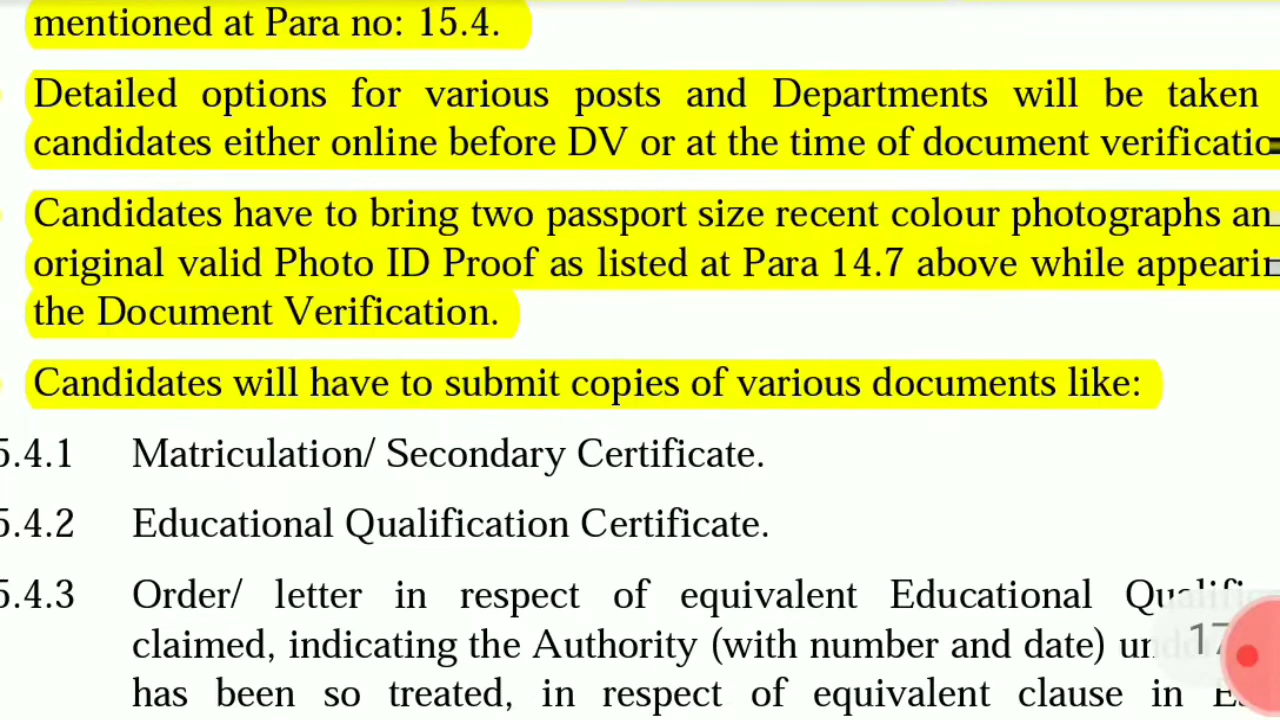 mentioned at Para no: 15.4.
Detailed options for various posts and Departments will be taken
candidates either online before DV or at the time of document
Candidates have to bring two passport size recent colour photographs
original valid Photo ID Proof as listed at Para 14.7 above while
the Document Verification.
Candidates will have to submit copies of various documents like:
5.4.1 Matriculation/ Secondary Certificate.
5.4.2 Educational Qualification Certificate.
5.4.3 Order/ letter in respect of equivalent Educational
claimed, indicating the Authority (with number and date)
has been so treated, in respect of equivalent clause in
17